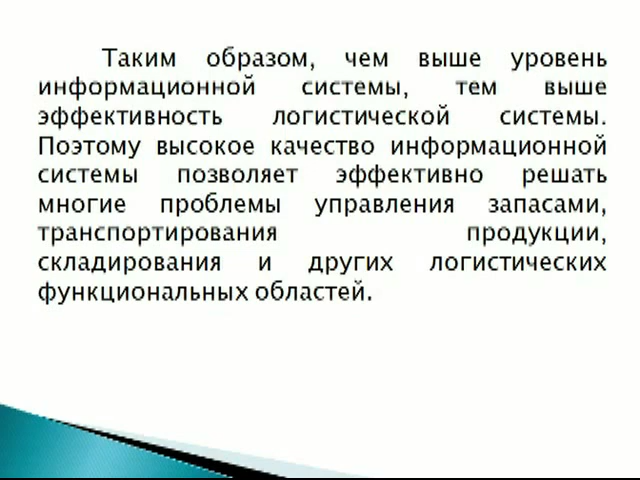 Таким образом, чем выше уровень
информационной системы, тем выше
эффективность логистической системы.
Поэтому высокое качество информационной
системы позволяет эффективно решать
многие проблемы управления запасами,
транспортирования продукции,
складирования и других логистических
функциональных областей.